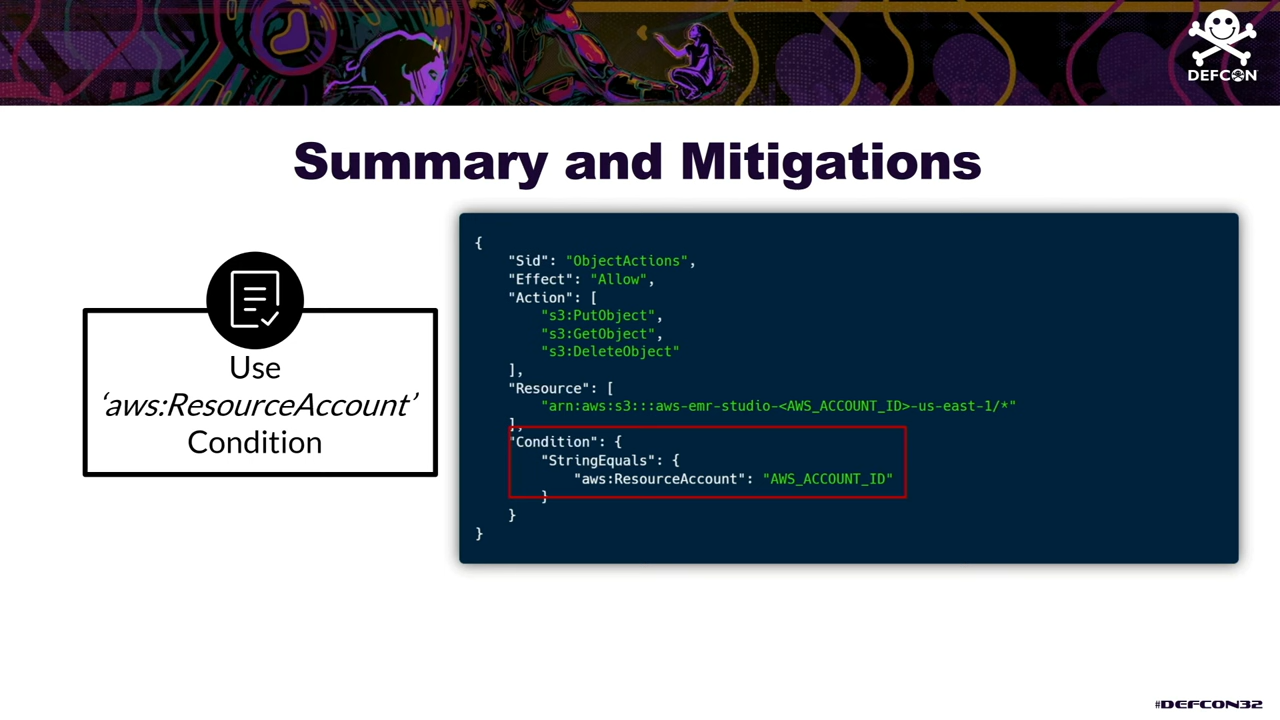 DEFCON
Summary and Mitigations
Use
‘aws:ResourceAccount’
Condition
{
    "Sid": "ObjectActions",
    "Effect": "Allow",
    "Action": [
        "s3:PutObject",
        "s3:GetObject",
        "s3:DeleteObject"
    ],
    "Resource": [
        "arn:aws:s3:::aws-emr-studio-<AWS_ACCOUNT_ID>-us-east-1/*"
    ],
    "Condition": {
        "StringEquals": {
            "aws:ResourceAccount": "AWS_ACCOUNT_ID"
        }
    }
}
#DEFCON32